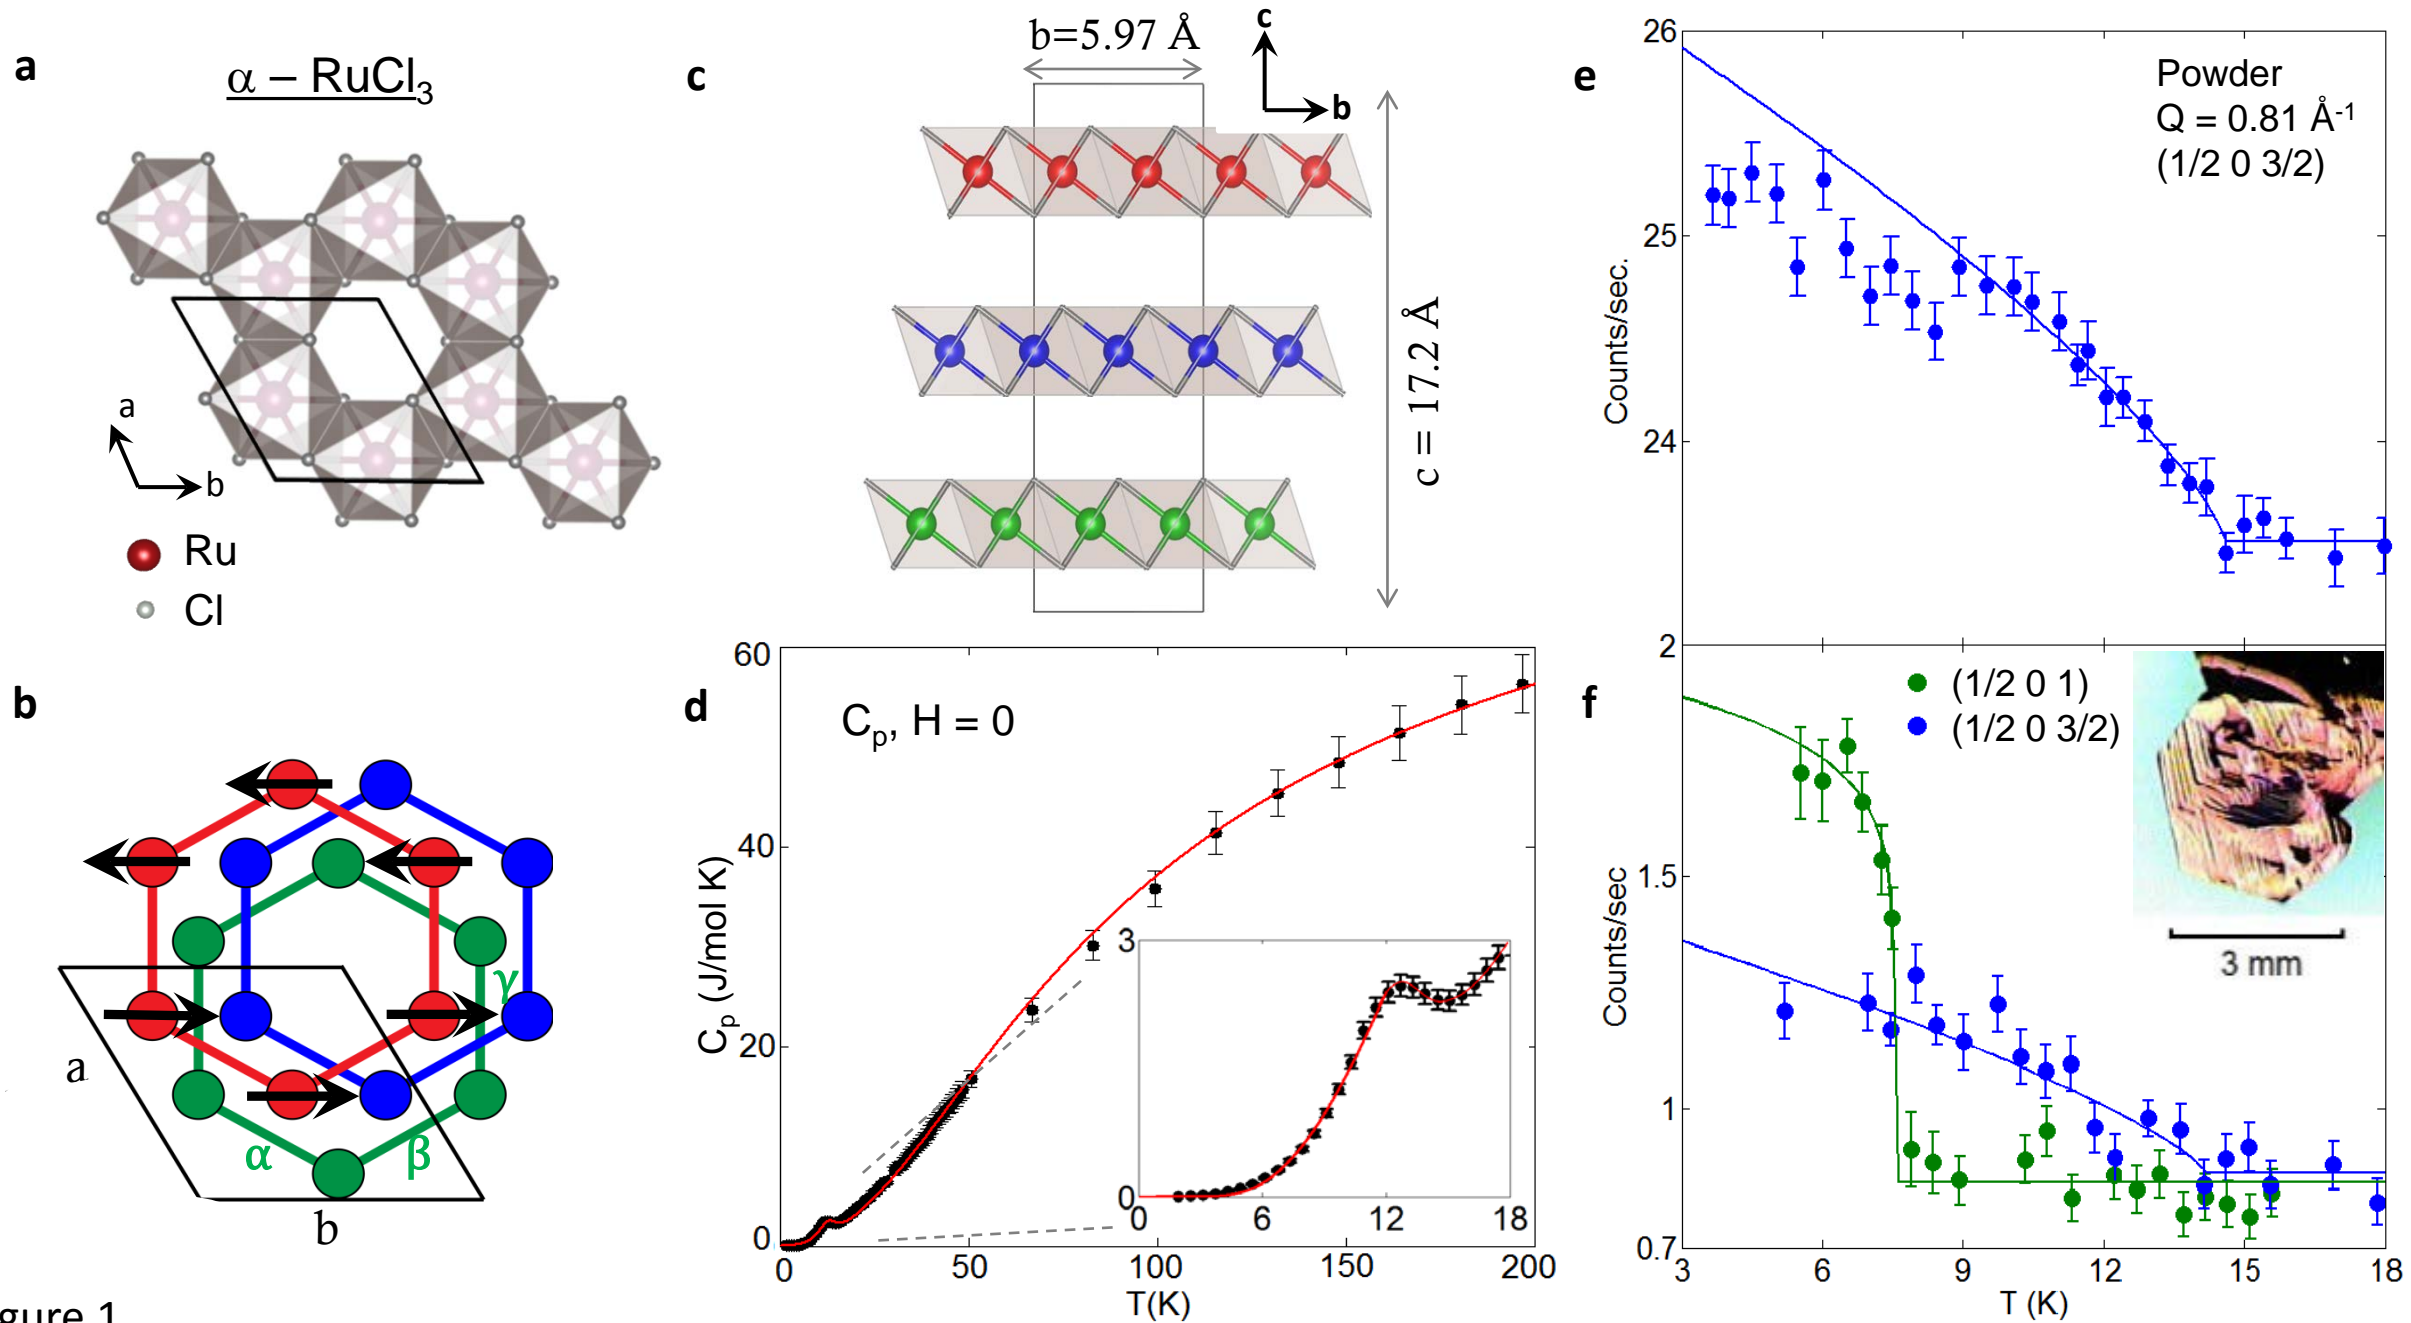 a
α – RuCl3
a
b
Ru
Cl
b
a
b
α
β
γ
c
b=5.97 Å
c
b
c = 17.2 Å
d
Cp, H = 0
60
40
20
0
Cp (J/mol K)
0
50
100
150
200
T(K)
3
0
0
6
12
18
e
Powder
Q = 0.81 Å-1
(1/2 0 3/2)
26
25
24
Counts/sec.
f
(1/2 0 1)
(1/2 0 3/2)
2
1.5
1
0.7
Counts/sec
3 mm
3
6
9
12
15
18
T (K)
gure 1